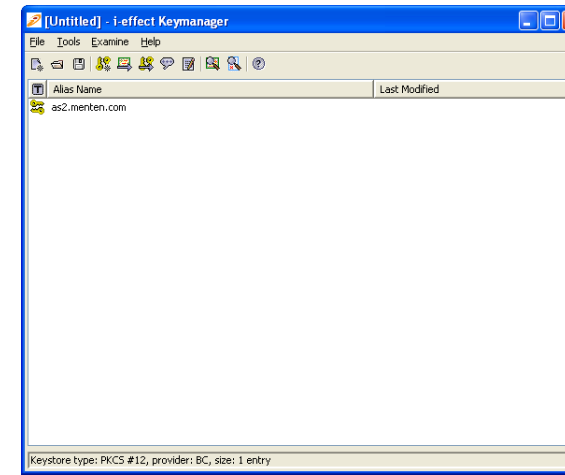 [Untitled] - i-effect Keymanager
File Tools Examine Help
T Alias Name Last Modified
as2.menten.com
Keystore type: PKCS #12, provider: BC, size: 1 entry